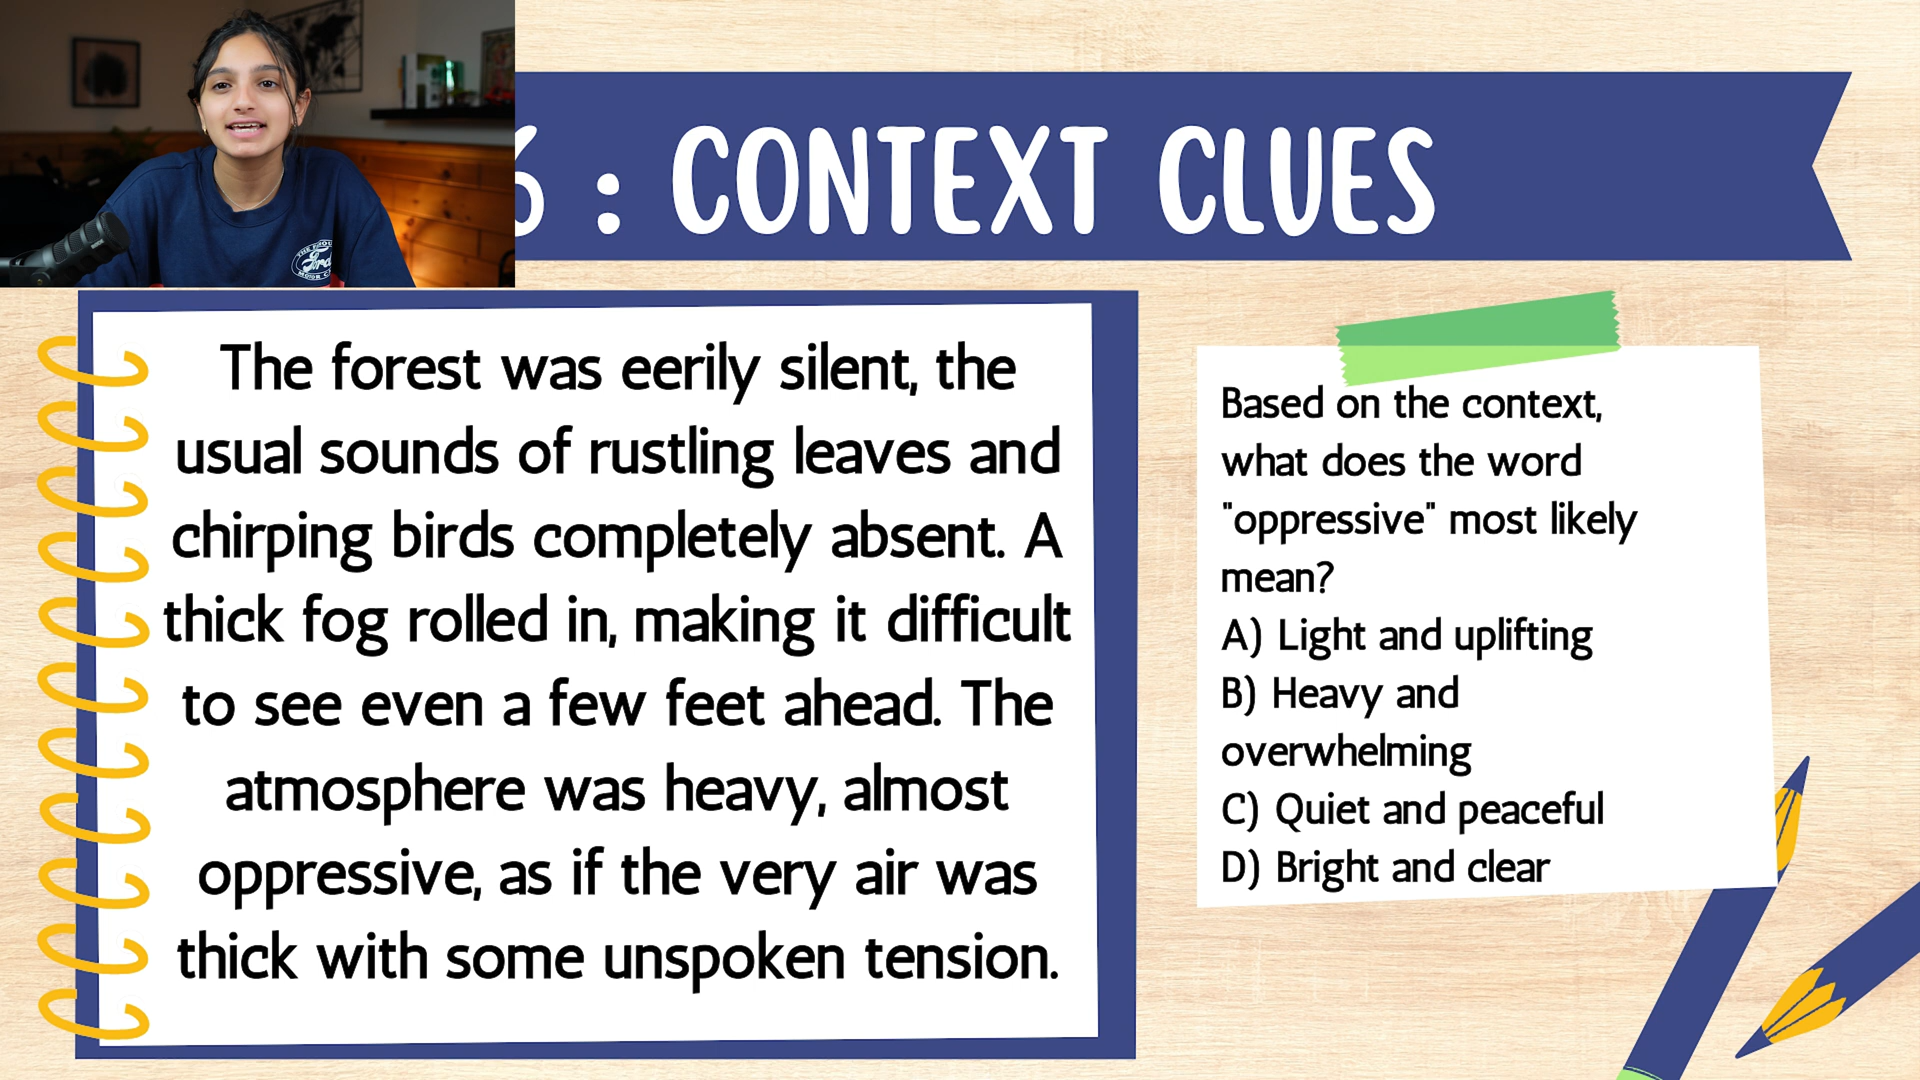 6 : CONTEXT CLUES
The forest was eerily silent, the
usual sounds of rustling leaves and
chirping birds completely absent. A
thick fog rolled in, making it difficult
to see even a few feet ahead. The
atmosphere was heavy, almost
oppressive, as if the very air was
thick with some unspoken tension.
Based on the context,
what does the word
"oppressive" most likely
mean?
A) Light and uplifting
B) Heavy and
overwhelming
C) Quiet and peaceful
D) Bright and clear
Ford